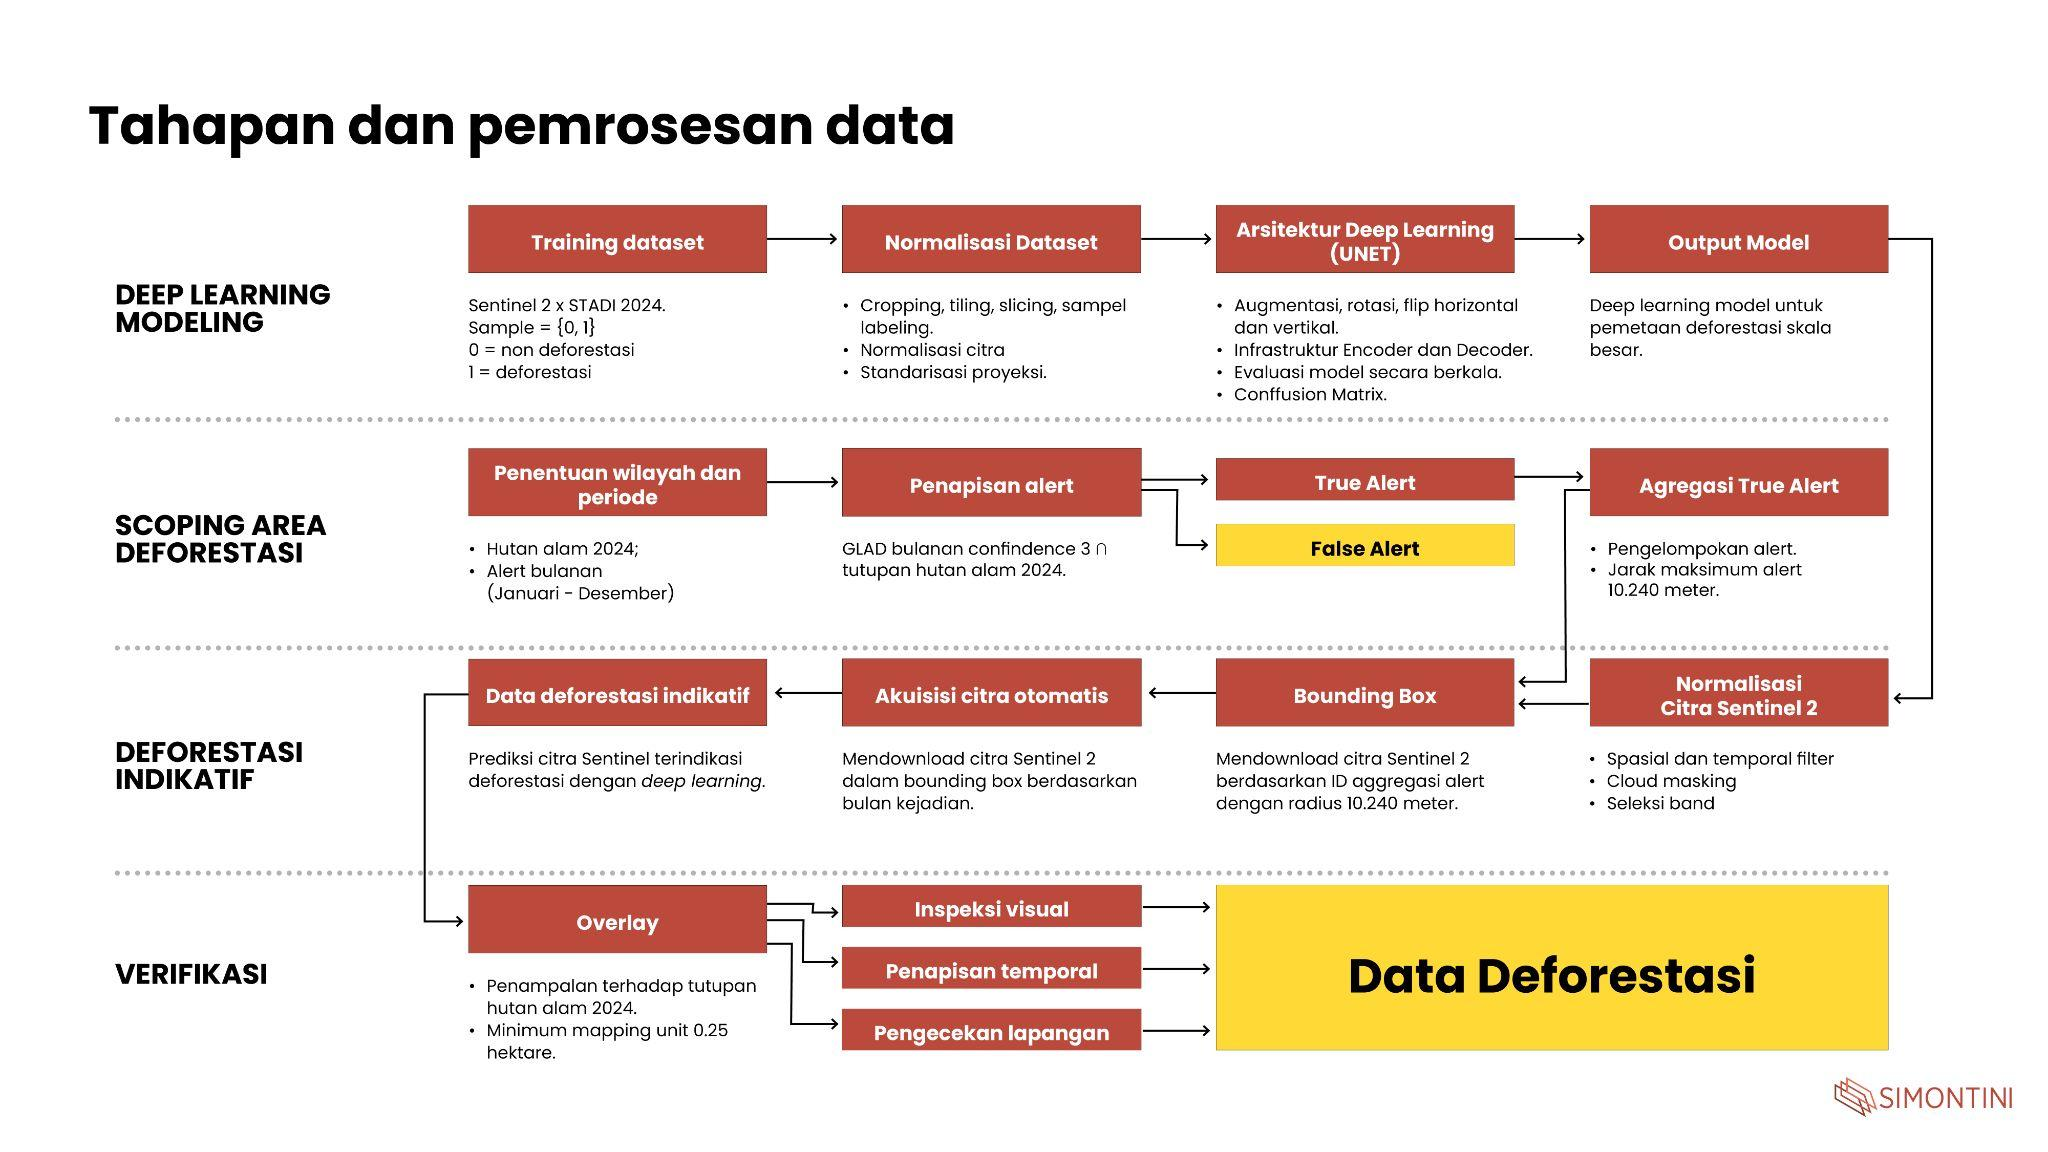 Tahapan dan pemrosesan data
DEEP LEARNING
MODELING
Training dataset
Sentinel 2 x STADI 2024.
Sample = {0, 1}
0 = non deforestasi
1 = deforestasi
Normalisasi Dataset
• Cropping, tiling, slicing, sampel
labeling.
• Normalisasi citra
• Standarisasi proyeksi.
Arsitektur Deep Learning
(UNET)
• Augmentasi, rotasi, flip horizontal
dan vertikal.
• Infrastruktur Encoder dan Decoder.
• Evaluasi model secara berkala.
• Conffusion Matrix.
Output Model
Deep learning model untuk
pemetaan deforestasi skala
besar.
SCOPING AREA
DEFORESTASI
Penentuan wilayah dan
periode
• Hutan alam 2024;
• Alert bulanan
(Januari - Desember)
Penapisan alert
GLAD bulanan confindence 3 ∩
tutupan hutan alam 2024.
True Alert
False Alert
Agregasi True Alert
• Pengelompokan alert.
• Jarak maksimum alert
10.240 meter.
DEFORESTASI
INDIKATIF
Data deforestasi indikatif
Prediksi citra Sentinel terindikasi
deforestasi dengan deep learning.
Akuisisi citra otomatis
Mendownload citra Sentinel 2
dalam bounding box berdasarkan
bulan kejadian.
Bounding Box
Mendownload citra Sentinel 2
berdasarkan ID aggregasi alert
dengan radius 10.240 meter.
Normalisasi
Citra Sentinel 2
• Spasial dan temporal filter
• Cloud masking
• Seleksi band
VERIFIKASI
Overlay
• Penampalan terhadap tutupan
hutan alam 2024.
• Minimum mapping unit 0.25
hektare.
Inspeksi visual
Penapisan temporal
Pengecekan lapangan
Data Deforestasi
SIMONTINI